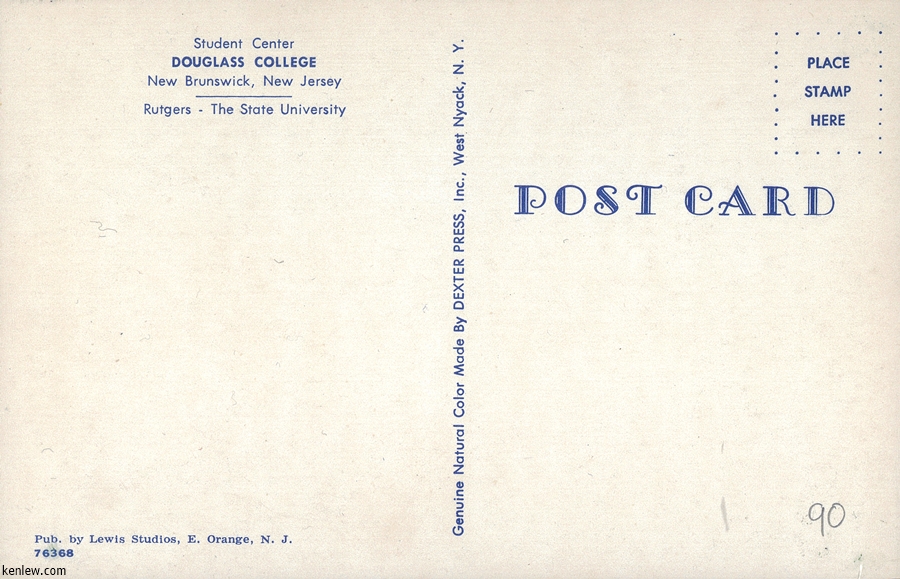 Student Center
DOUGLASS COLLEGE
New Brunswick, New Jersey
Rutgers - The State University
Pub. by Lewis Studios, E. Orange, N. J.
76368
kenlew.com
Genuine Natural Color Made By DEXTER PRESS, Inc., West Nyack, N. Y.
PLACE
STAMP
HERE
POST CARD
90